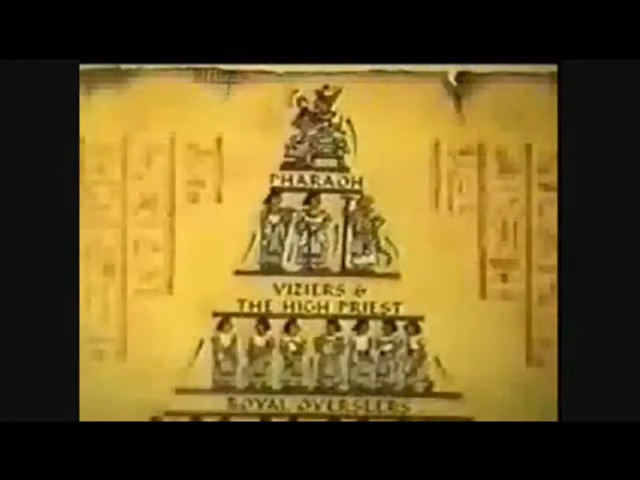 PHARAOH
VIZIERS &
THE HIGH PRIEST
ROYAL OVERSEERS